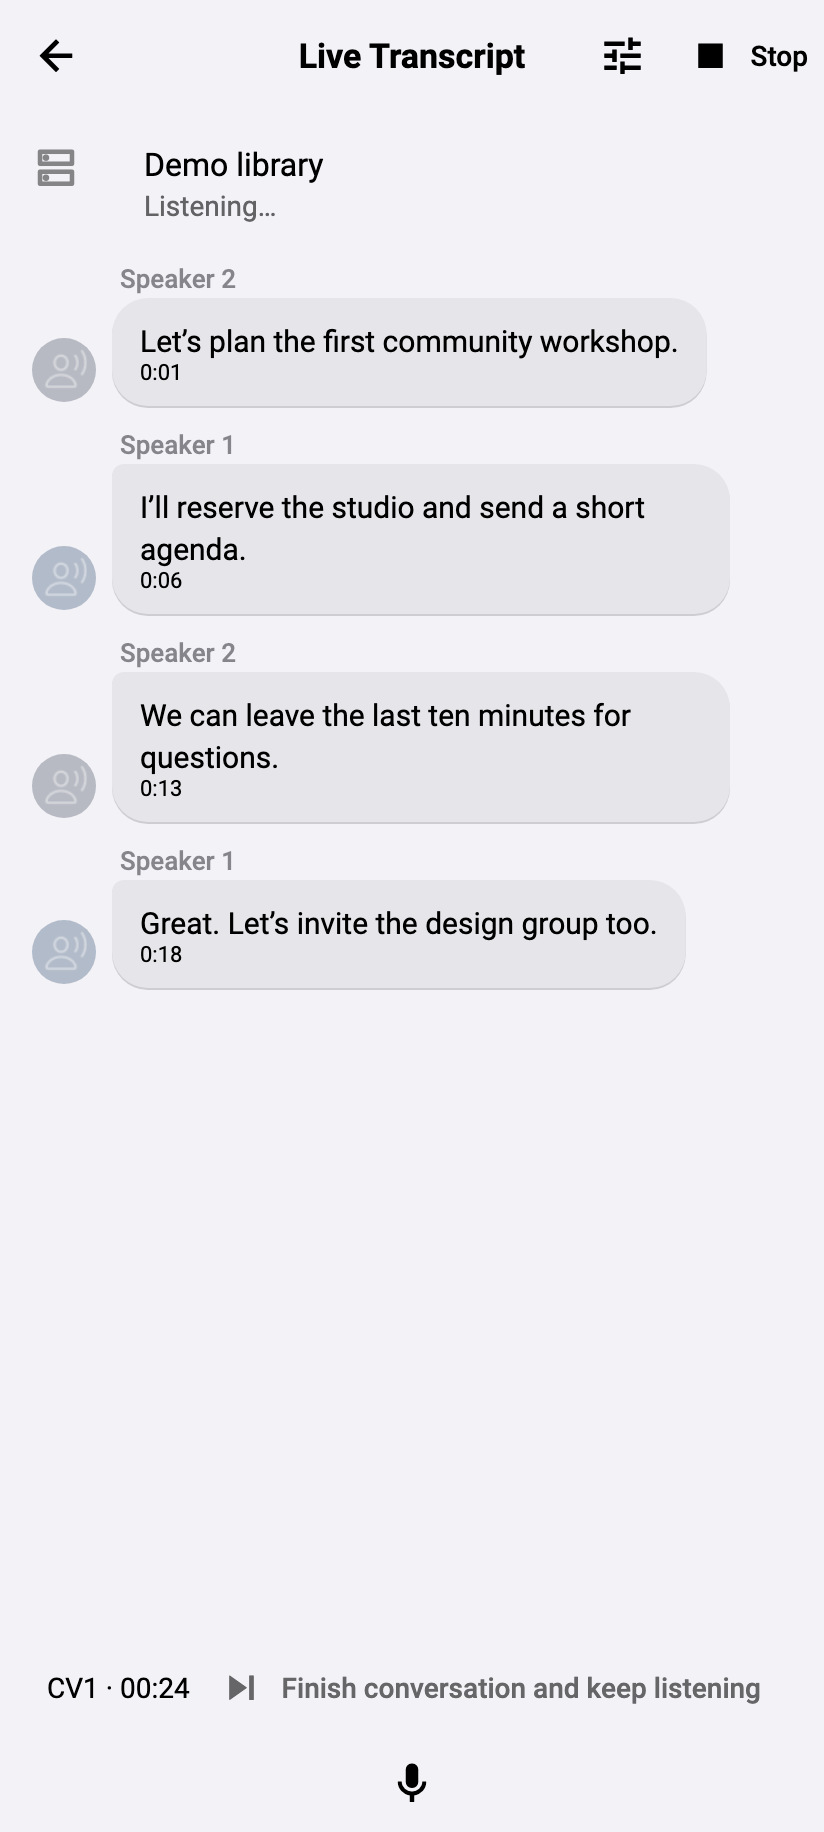 Live Transcript
Stop
Demo library
Listening…
Speaker 2
Let’s plan the first community workshop.
0:01
Speaker 1
I’ll reserve the studio and send a short
agenda.
0:06
Speaker 2
We can leave the last ten minutes for
questions.
0:13
Speaker 1
Great. Let’s invite the design group too.
0:18
CV1 · 00:24
Finish conversation and keep listening